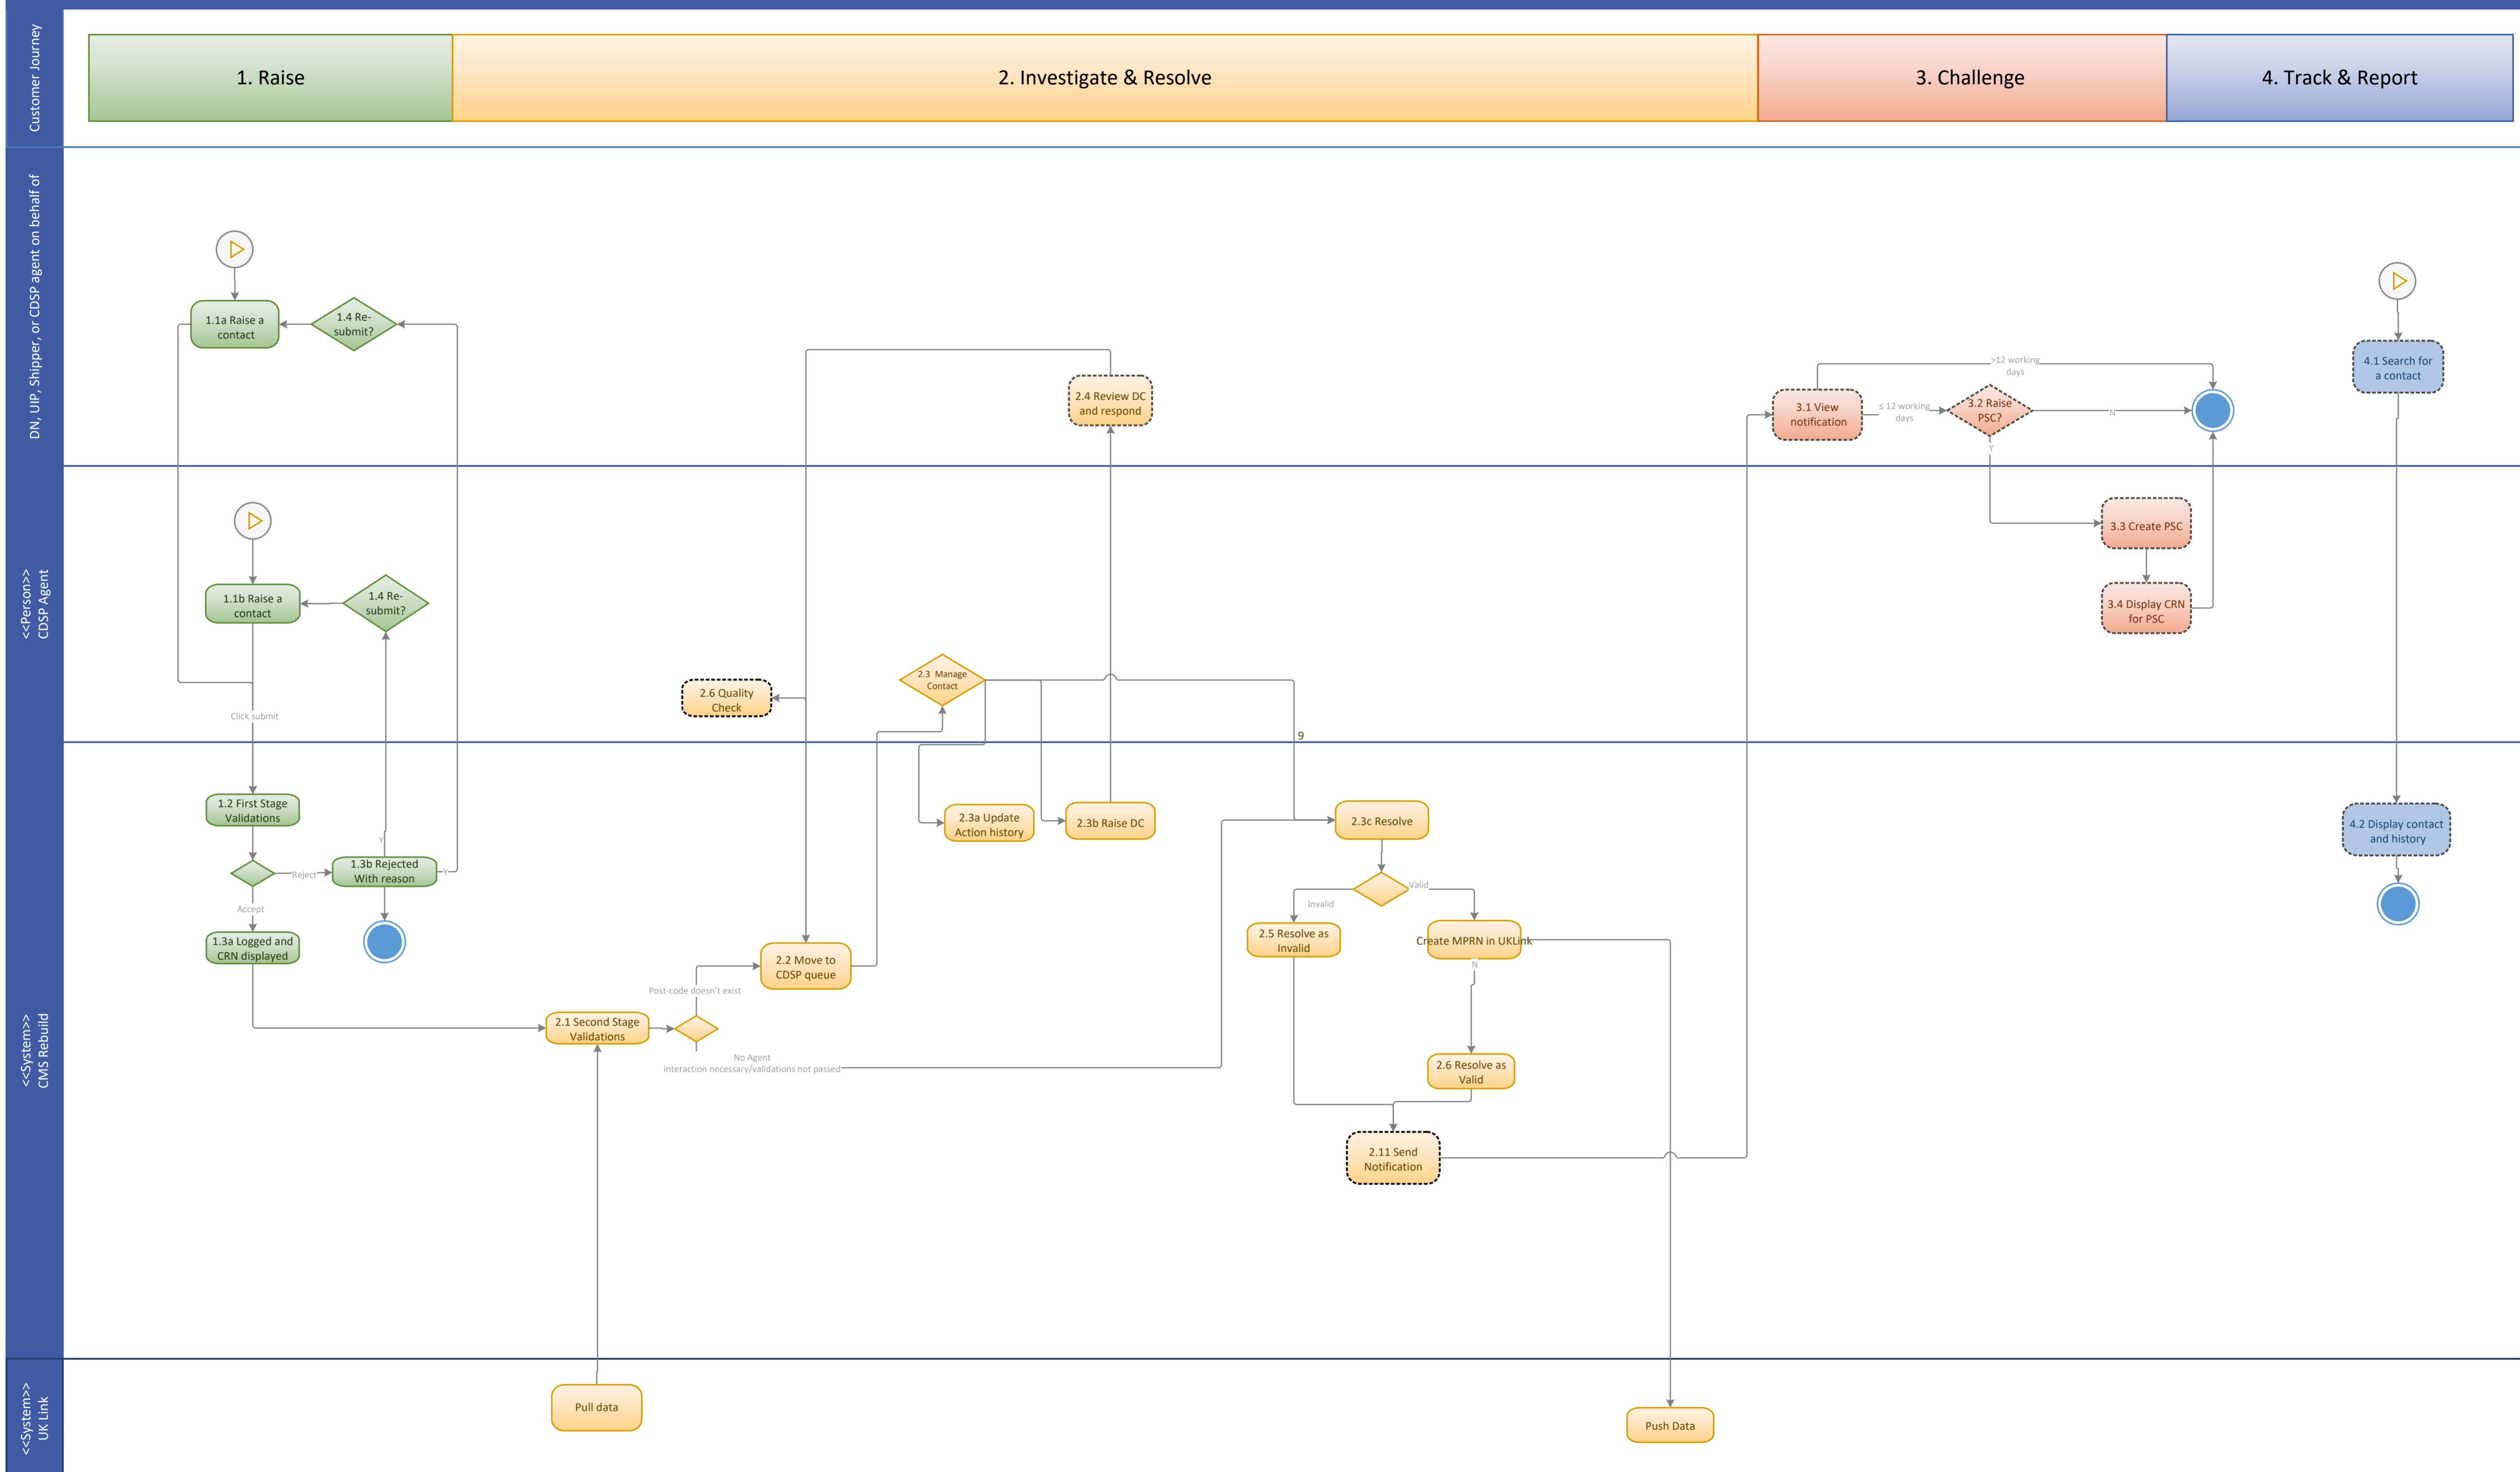 Customer Journey
1. Raise
2. Investigate & Resolve
3. Challenge
4. Track & Report
DN, UIP, Shipper, or CDSP agent on behalf of
1.1a Raise a
contact
1.4 Re-
submit?
2.4 Review DC
and respond
>12 working
days
3.1 View
notification
≤ 12 working
days
3.2 Raise
PSC?
N
Y
4.1 Search for
a contact
<<Person>>
CDSP Agent
1.1b Raise a
contact
1.4 Re-
submit?
Click submit
2.6 Quality
Check
2.3 Manage
Contact
9
3.3 Create PSC
3.4 Display CRN
for PSC
<<System>>
CMS Rebuild
1.2 First Stage
Validations
Y
Reject
1.3b Rejected
With reason
Y
Accept
1.3a Logged and
CRN displayed
2.1 Second Stage
Validations
Post-code doesn't exist
No Agent
interaction necessary/validations not passed
2.2 Move to
CDSP queue
2.3a Update
Action history
2.3b Raise DC
2.3c Resolve
Valid
Invalid
2.5 Resolve as
Invalid
Create MPRN in UKLink
N
2.6 Resolve as
Valid
2.11 Send
Notification
4.2 Display contact
and history
<<System>>
UK Link
Pull data
Push Data